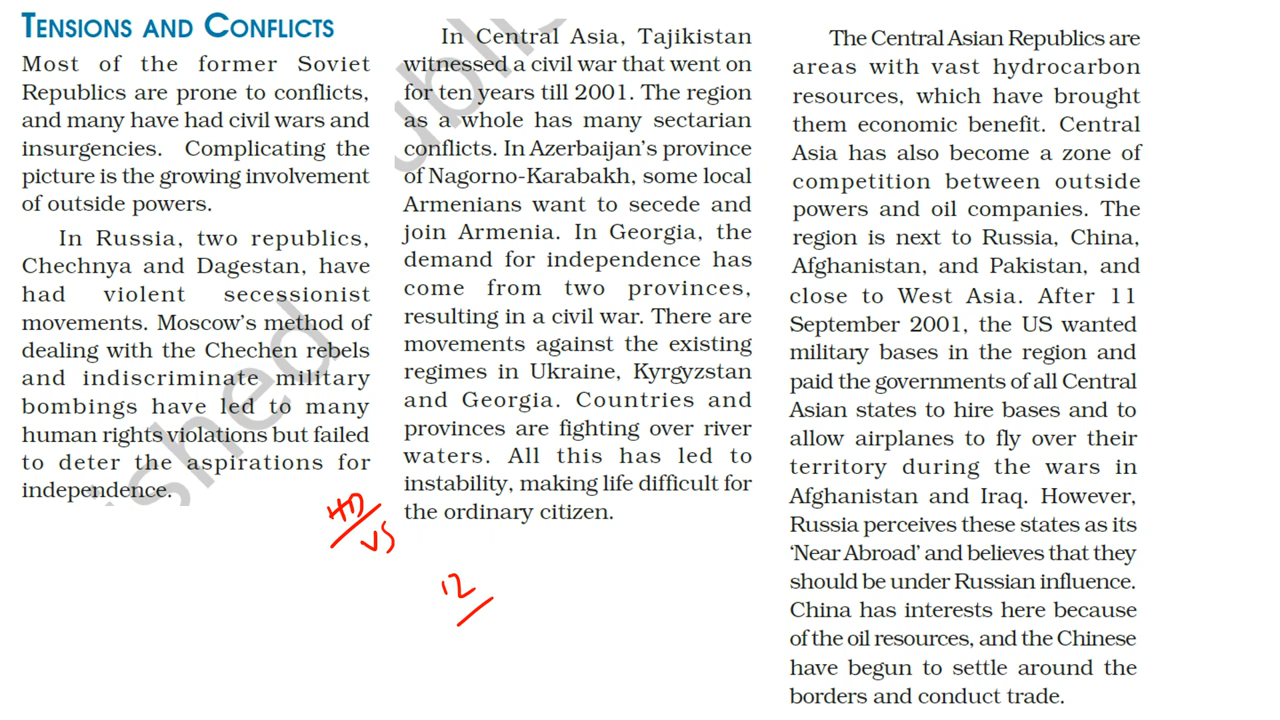 TENSIONS AND CONFLICTS
Most of the former Soviet
Republics are prone to conflicts,
and many have had civil wars and
insurgencies. Complicating the
picture is the growing involvement
of outside powers.
In Russia, two republics,
Chechnya and Dagestan, have
had violent secessionist
movements. Moscow's method of
dealing with the Chechen rebels
and indiscriminate military
bombings have led to many
human rights violations but failed
to deter the aspirations for
independence.
In Central Asia, Tajikistan
witnessed a civil war that went on
for ten years till 2001. The region
as a whole has many sectarian
conflicts. In Azerbaijan's province
of Nagorno-Karabakh, some local
Armenians want to secede and
join Armenia. In Georgia, the
demand for independence has
come from two provinces,
resulting in a civil war. There are
movements against the existing
regimes in Ukraine, Kyrgyzstan
and Georgia. Countries and
provinces are fighting over river
waters. All this has led to
instability, making life difficult for
the ordinary citizen.
The Central Asian Republics are
areas with vast hydrocarbon
resources, which have brought
them economic benefit. Central
Asia has also become a zone of
competition between outside
powers and oil companies. The
region is next to Russia, China,
Afghanistan, and Pakistan, and
close to West Asia. After 11
September 2001, the US wanted
military bases in the region and
paid the governments of all Central
Asian states to hire bases and to
allow airplanes to fly over their
territory during the wars in
Afghanistan and Iraq. However,
Russia perceives these states as its
'Near Abroad' and believes that they
should be under Russian influence.
China has interests here because
of the oil resources, and the Chinese
have begun to settle around the
borders and conduct trade.
VS
12